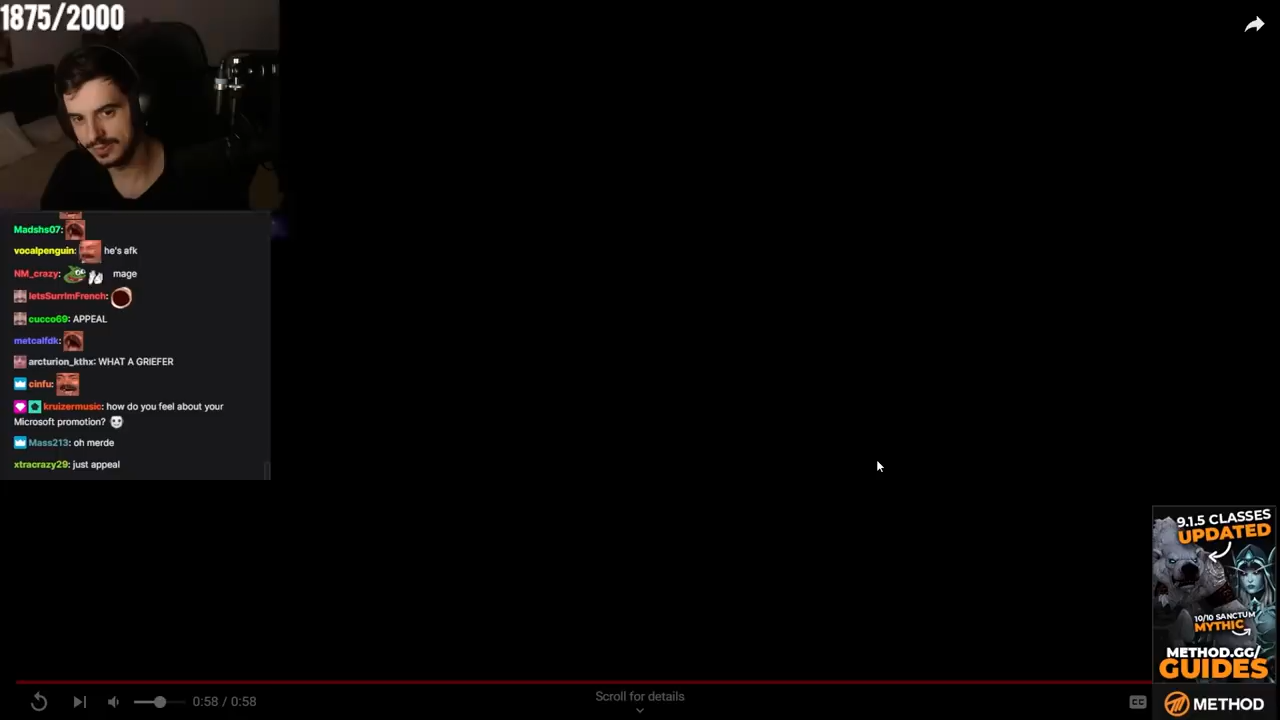 1875/2000
Madshs07:
vocalpenguin: he's afk
NM_crazy: mage
letsSurrImFrench:
cucco69: APPEAL
metcalfdk:
arcturion_kthx: WHAT A GRIEFER
cinfu:
kruizermusic: how do you feel about your
Microsoft promotion?
Mass213: oh merde
xtracrazy29: just appeal
9.1.5 CLASSES
UPDATED
10/10 SANCTUM
MYTHIC
METHOD.GG/
GUIDES
METHOD
0:58 / 0:58
Scroll for details
CC